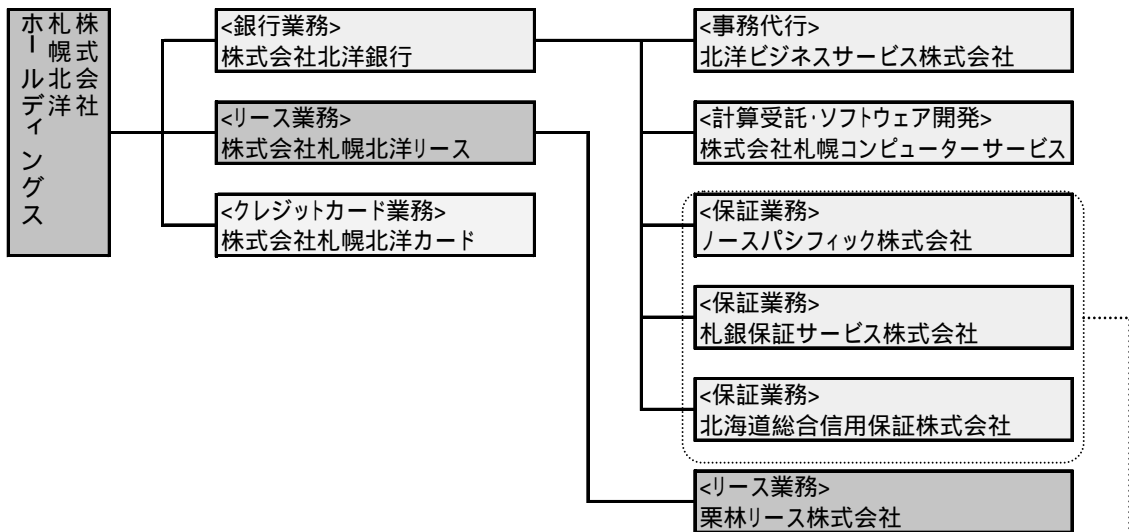 株式会社
札幌北洋
ホールディングス
<銀行業務>
株式会社北洋銀行
<リース業務>
株式会社札幌北洋リース
<クレジットカード業務>
株式会社札幌北洋カード
<事務代行>
北洋ビジネスサービス株式会社
<計算受託･ソフトウェア開発>
株式会社札幌コンピューターサービス
<保証業務>
ノースパシフィック株式会社
<保証業務>
札銀保証サービス株式会社
<保証業務>
北海道総合信用保証株式会社
<リース業務>
栗林リース株式会社